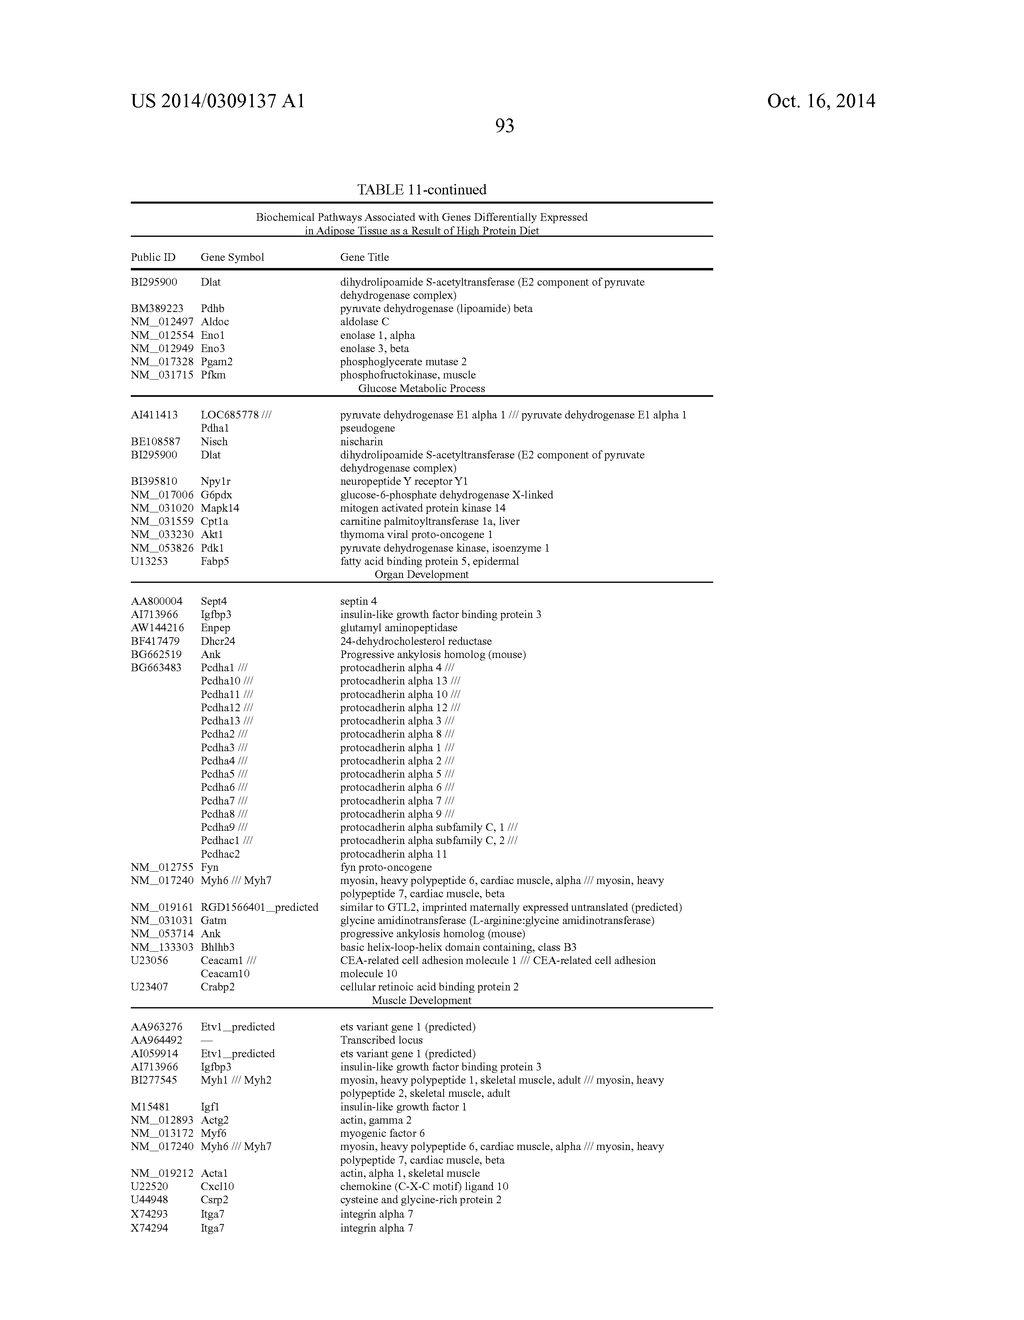 US 2014/0309137 A1 Oct. 16, 2014
93
TABLE 11-continued
Biochemical Pathways Associated with Genes Differentially Expressed
in Adipose Tissue as a Result of High Protein Diet
Public ID Gene Symbol Gene Title
BI295900 Dlat dihydrolipoamide S-acetyltransferase (E2 component of pyruvate
dehydrogenase complex)
BM389223 Pdhb pyruvate dehydrogenase (lipoamide) beta
NM_012497 Aldoc aldolase C
NM_012554 Eno1 enolase 1, alpha
NM_012949 Eno3 enolase 3, beta
NM_017328 Pgam2 phosphoglycerate mutase 2
NM_031715 Pfkm phosphofructokinase, muscle
Glucose Metabolic Process
AI411413 LOC685778 /// pyruvate dehydrogenase E1 alpha 1 /// pyruvate dehydrogenase E1 alpha 1
Pdha1 pseudogene
BE108587 Nisch nischarin
BI295900 Dlat dihydrolipoamide S-acetyltransferase (E2 component of pyruvate
dehydrogenase complex)
BI395810 Npy1r neuropeptide Y receptor Y1
NM_017006 G6pdx glucose-6-phosphate dehydrogenase X-linked
NM_031020 Mapk14 mitogen activated protein kinase 14
NM_031559 Cpt1a carnitine palmitoyltransferase 1a, liver
NM_033230 Akt1 thymoma viral proto-oncogene 1
NM_053826 Pdk1 pyruvate dehydrogenase kinase, isoenzyme 1
U13253 Fabp5 fatty acid binding protein 5, epidermal
Organ Development
AA800004 Sept4 septin 4
AI713966 Igfbp3 insulin-like growth factor binding protein 3
AW144216 Enpep glutamyl aminopeptidase
BF417479 Dhcr24 24-dehydrocholesterol reductase
BG662519 Ank Progressive ankylosis homolog (mouse)
BG663483 Pcdha1 /// protocadherin alpha 4 ///
Pcdha10 /// protocadherin alpha 13 ///
Pcdha11 /// protocadherin alpha 10 ///
Pcdha12 /// protocadherin alpha 12 ///
Pcdha13 /// protocadherin alpha 3 ///
Pcdha2 /// protocadherin alpha 8 ///
Pcdha3 /// protocadherin alpha 1 ///
Pcdha4 /// protocadherin alpha 2 ///
Pcdha5 /// protocadherin alpha 5 ///
Pcdha6 /// protocadherin alpha 6 ///
Pcdha7 /// protocadherin alpha 7 ///
Pcdha8 /// protocadherin alpha 9 ///
Pcdha9 /// protocadherin alpha subfamily C, 1 ///
Pcdhac1 /// protocadherin alpha subfamily C, 2 ///
Pcdhac2 protocadherin alpha 11
NM_012755 Fyn fyn proto-oncogene
NM_017240 Myh6 /// Myh7 myosin, heavy polypeptide 6, cardiac muscle, alpha /// myosin, heavy
polypeptide 7, cardiac muscle, beta
NM_019161 RGD1566401_predicted similar to GTL2, imprinted maternally expressed untranslated (predicted)
NM_031031 Gatm glycine amidinotransferase (L-arginine:glycine amidinotransferase)
NM_053714 Ank progressive ankylosis homolog (mouse)
NM_133303 Bhlhb3 basic helix-loop-helix domain containing, class B3
U23056 Ceacam1 /// CEA-related cell adhesion molecule 1 /// CEA-related cell adhesion
Ceacam10 molecule 10
U23407 Crabp2 cellular retinoic acid binding protein 2
Muscle Development
AA963276 Etv1_predicted ets variant gene 1 (predicted)
AA964492 — Transcribed locus
AI059914 Etv1_predicted ets variant gene 1 (predicted)
AI713966 Igfbp3 insulin-like growth factor binding protein 3
BI277545 Myh1 /// Myh2 myosin, heavy polypeptide 1, skeletal muscle, adult /// myosin, heavy
polypeptide 2, skeletal muscle, adult
M15481 Igf1 insulin-like growth factor 1
NM_012893 Actg2 actin, gamma 2
NM_013172 Myf6 myogenic factor 6
NM_017240 Myh6 /// Myh7 myosin, heavy polypeptide 6, cardiac muscle, alpha /// myosin, heavy
polypeptide 7, cardiac muscle, beta
NM_019212 Acta1 actin, alpha 1, skeletal muscle
U22520 Cxcl10 chemokine (C-X-C motif) ligand 10
U44948 Csrp2 cysteine and glycine-rich protein 2
X74293 Itga7 integrin alpha 7
X74294 Itga7 integrin alpha 7